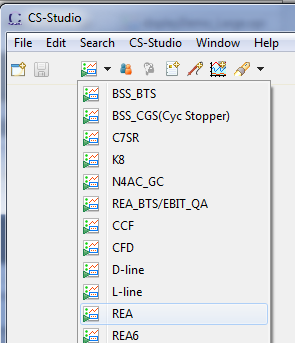 CS-Studio
File Edit Search CS-Studio Window Help
BSS_BTS
BSS_CGS(Cyc Stopper)
C7SR
K8
N4AC_GC
REA_BTS/EBIT_QA
CCF
CFD
D-line
L-line
REA
REA6